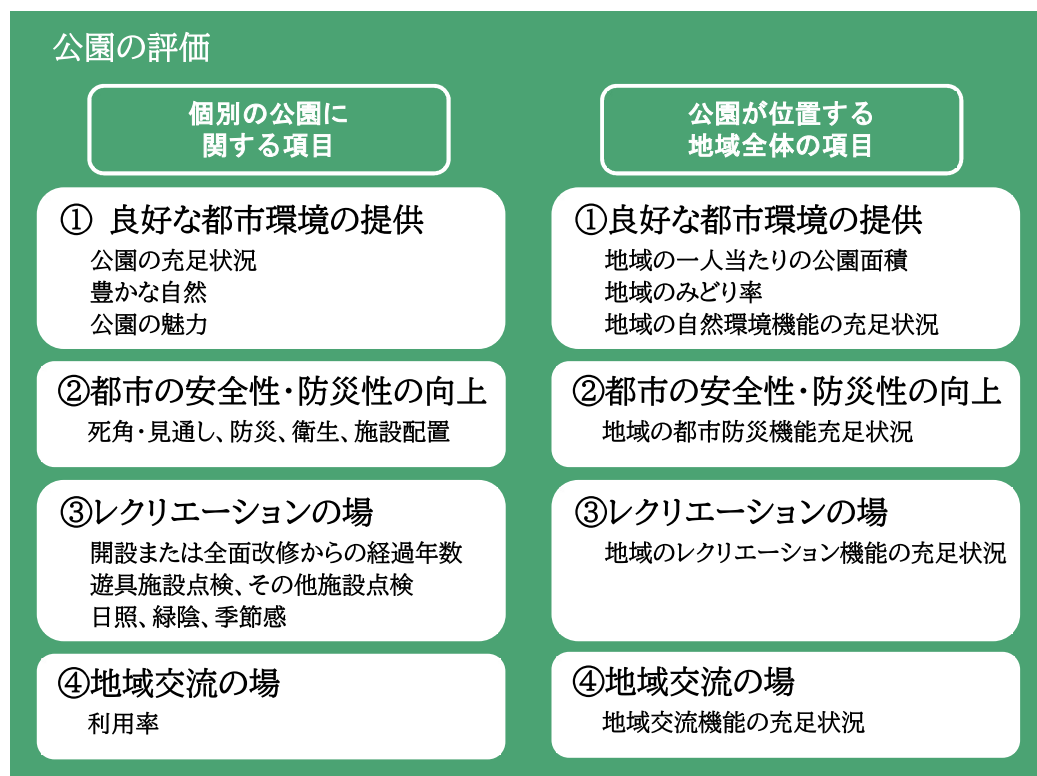 公園の評価
個別の公園に
関する項目
① 良好な都市環境の提供
公園の充足状況
豊かな自然
公園の魅力
②都市の安全性・防災性の向上
死角・見通し、防災、衛生、施設配置
③レクリエーションの場
開設または全面改修からの経過年数
遊具施設点検、その他施設点検
日照、緑陰、季節感
④地域交流の場
利用率
公園が位置する
地域全体の項目
①良好な都市環境の提供
地域の一人当たりの公園面積
地域のみどり率
地域の自然環境機能の充足状況
②都市の安全性・防災性の向上
地域の都市防災機能充足状況
③レクリエーションの場
地域のレクリエーション機能の充足状況
④地域交流の場
地域交流機能の充足状況